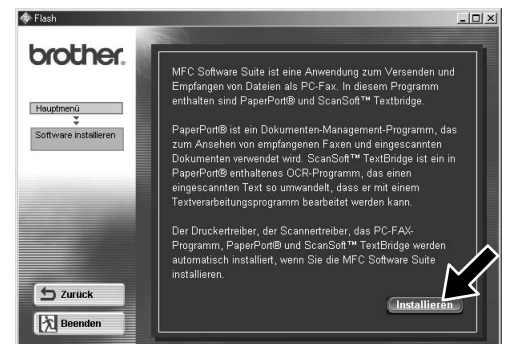 Flash
brother.
Hauptmenü
Software installieren
MFC Software Suite ist eine Anwendung zum Versenden und
Empfangen von Dateien als PC-Fax. In diesem Programm
enthalten sind PaperPort® und ScanSoft™ Textbridge.
PaperPort® ist ein Dokumenten-Management-Programm, das
zum Ansehen von empfangenen Faxen und eingescannten
Dokumenten verwendet wird. ScanSoft™ TextBridge ist ein in
PaperPort® enthaltenes OCR-Programm, das einen
eingescannten Text so umwandelt, dass er mit einem
Textverarbeitungsprogramm bearbeitet werden kann.
Der Druckertreiber, der Scannertreiber, das PC-FAX-
Programm, PaperPort® und ScanSoft™ TextBridge werden
automatisch installiert, wenn Sie die MFC Software Suite
installieren.
Installieren
Zurück
Beenden